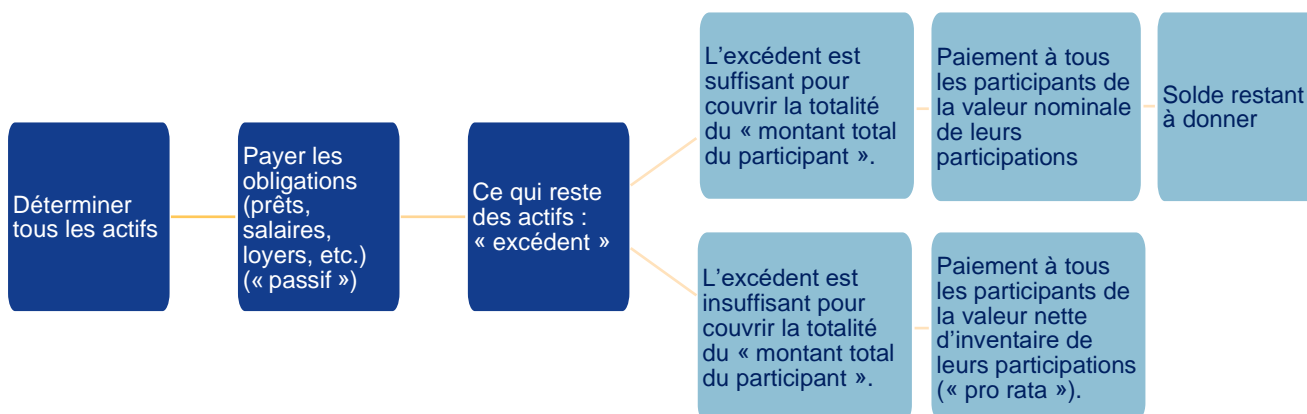 Déterminer
tous les actifs
Payer les
obligations
(prêts,
salaires,
loyers, etc.)
(« passif »)
Ce qui reste
des actifs :
« excédent »
L’excédent est
suffisant pour
couvrir la totalité
du « montant total
du participant ».
Paiement à tous
les participants de
la valeur nominale
de leurs
participations
Solde restant
à donner
L’excédent est
insuffisant pour
couvrir la totalité
du « montant total
du participant ».
Paiement à tous
les participants de
la valeur nette
d’inventaire de
leurs participations
(« pro rata »).